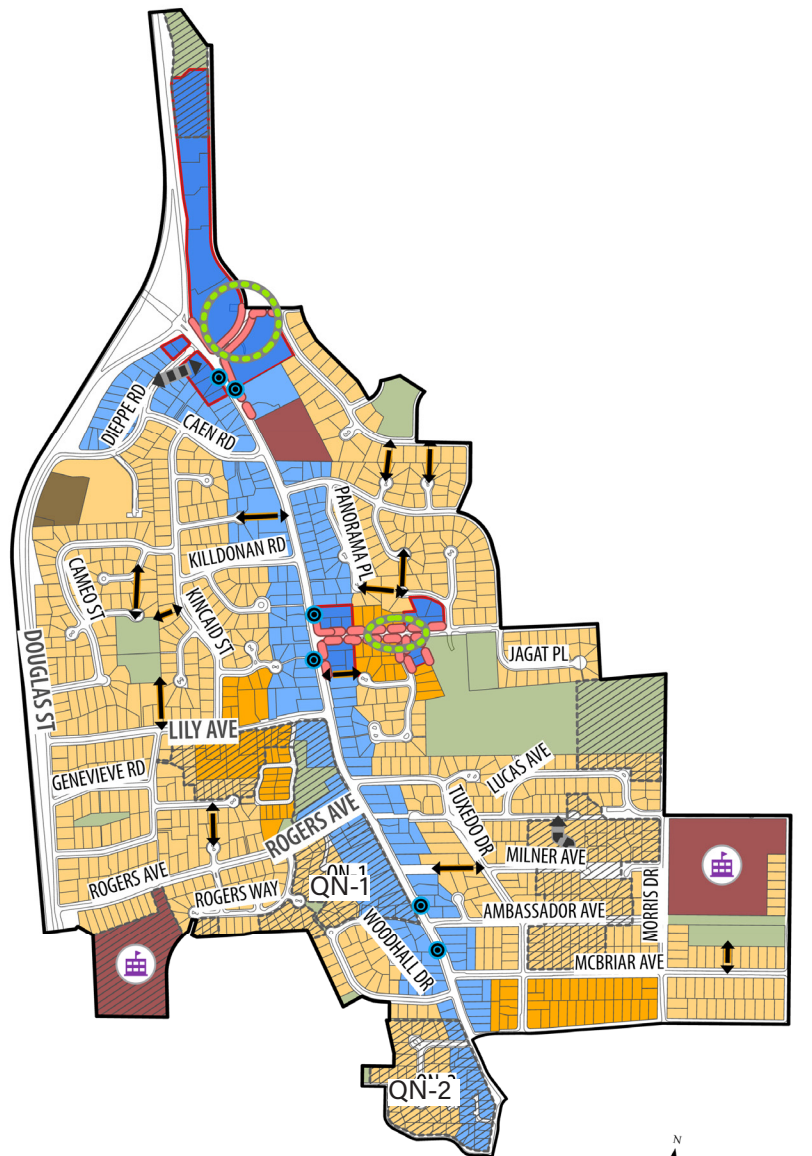 DIEPPE RD
CAEN RD
PANORAMA PL
KILLDONAN RD
CAMEO ST
KINCAID ST
DOUGLAS ST
JAGAT PL
LILY AVE
GENEVIEVE RD
LUCAS AVE
TUXEDO DR
ROGERS AVE
MILNER AVE
ROGERS AVE
QN-1
ROGERS WAY
MORRIS DR
AMBASSADOR AVE
WOODHALL DR
MCBRIAR AVE
QN-2
N